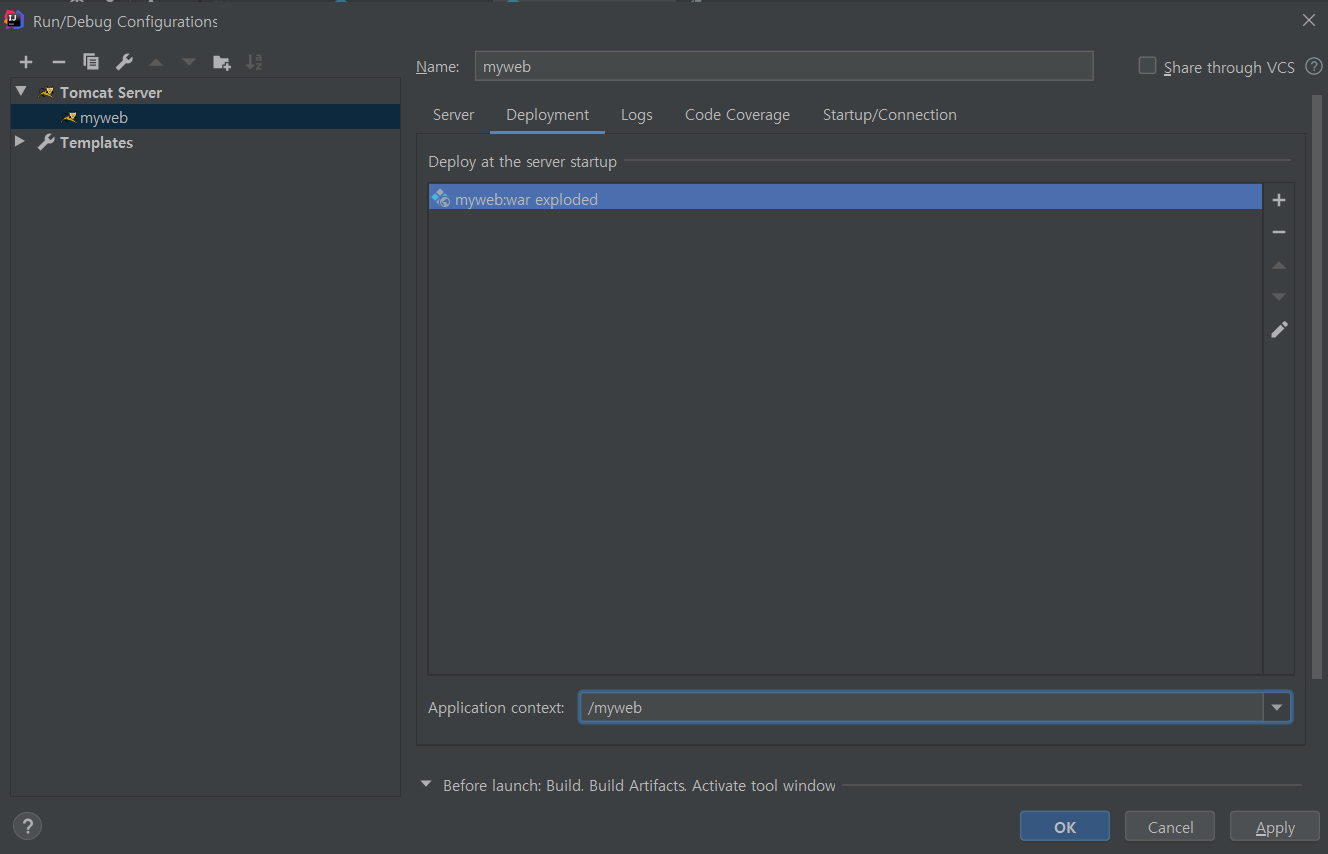 Run/Debug Configurations
Name:
myweb
Share through VCS
?
Tomcat Server
myweb
Templates
Server
Deployment
Logs
Code Coverage
Startup/Connection
Deploy at the server startup
myweb:war exploded
Application context:
/myweb
Before launch: Build. Build Artifacts. Activate tool window
?
OK
Cancel
Apply